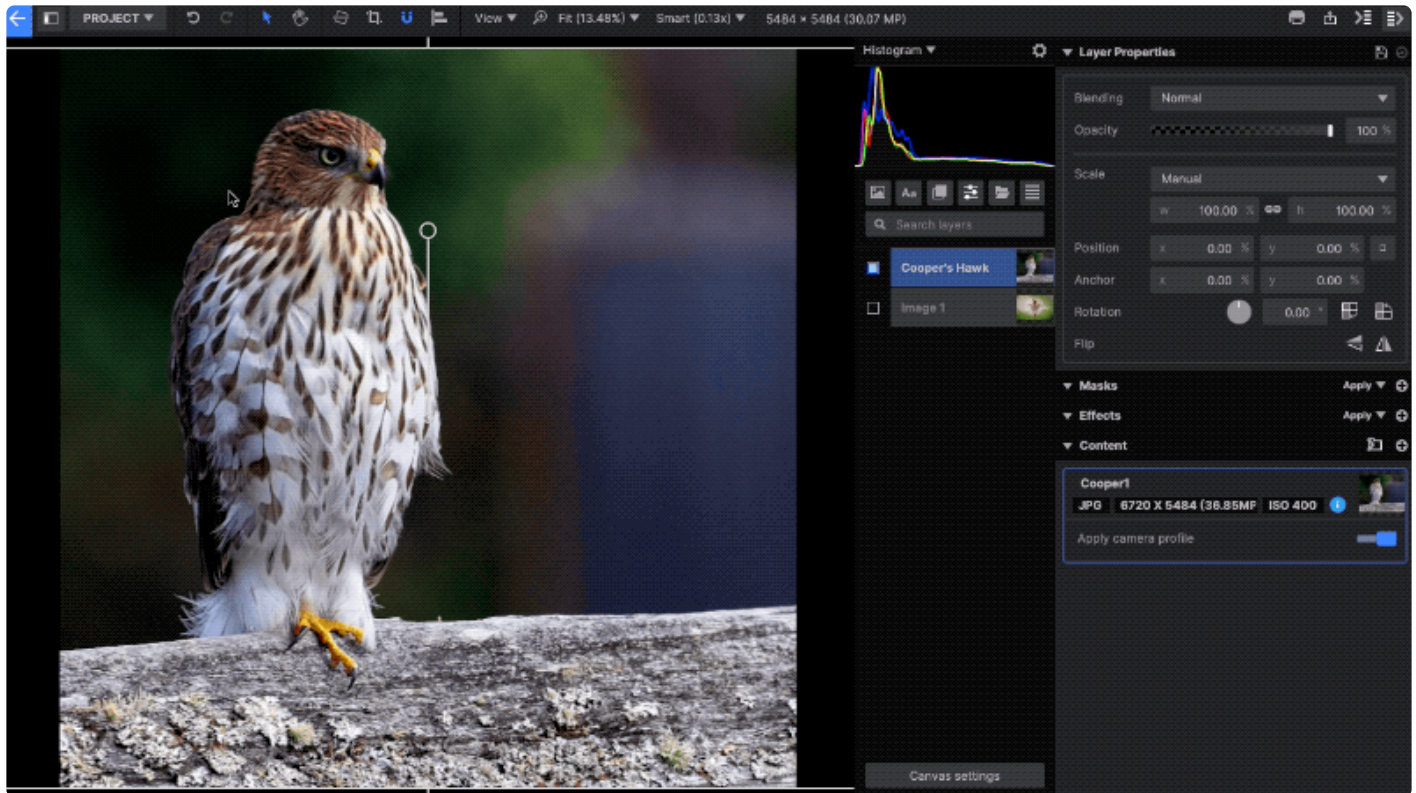 PROJECT View Fit (13.48%) Smart (0.13x) 5484 × 5484 (30.07 MP)
Histogram
Aa
Search layers
Cooper's Hawk
Image 1
Canvas settings
Layer Properties
Blending Normal
Opacity 100 %
Scale Manual
w 100.00 % h 100.00 %
Position x 0.00 % y 0.00 %
Anchor x 0.00 % y 0.00 %
Rotation 0.00 °
Flip
Masks Apply
Effects Apply
Content
Cooper1
JPG 6720 X 5484 (36.85MP ISO 400 i
Apply camera profile